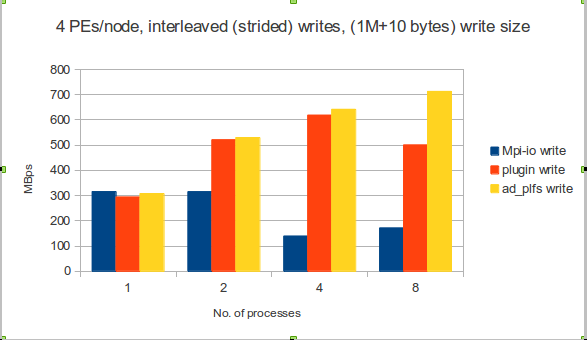 4 PEs/node, interleaved (strided) writes, (1M+10 bytes) write size
800
700
600
500
400
300
200
100
0
MBps
1 2 4 8
No. of processes
Mpi-io write
plugin write
ad_plfs write